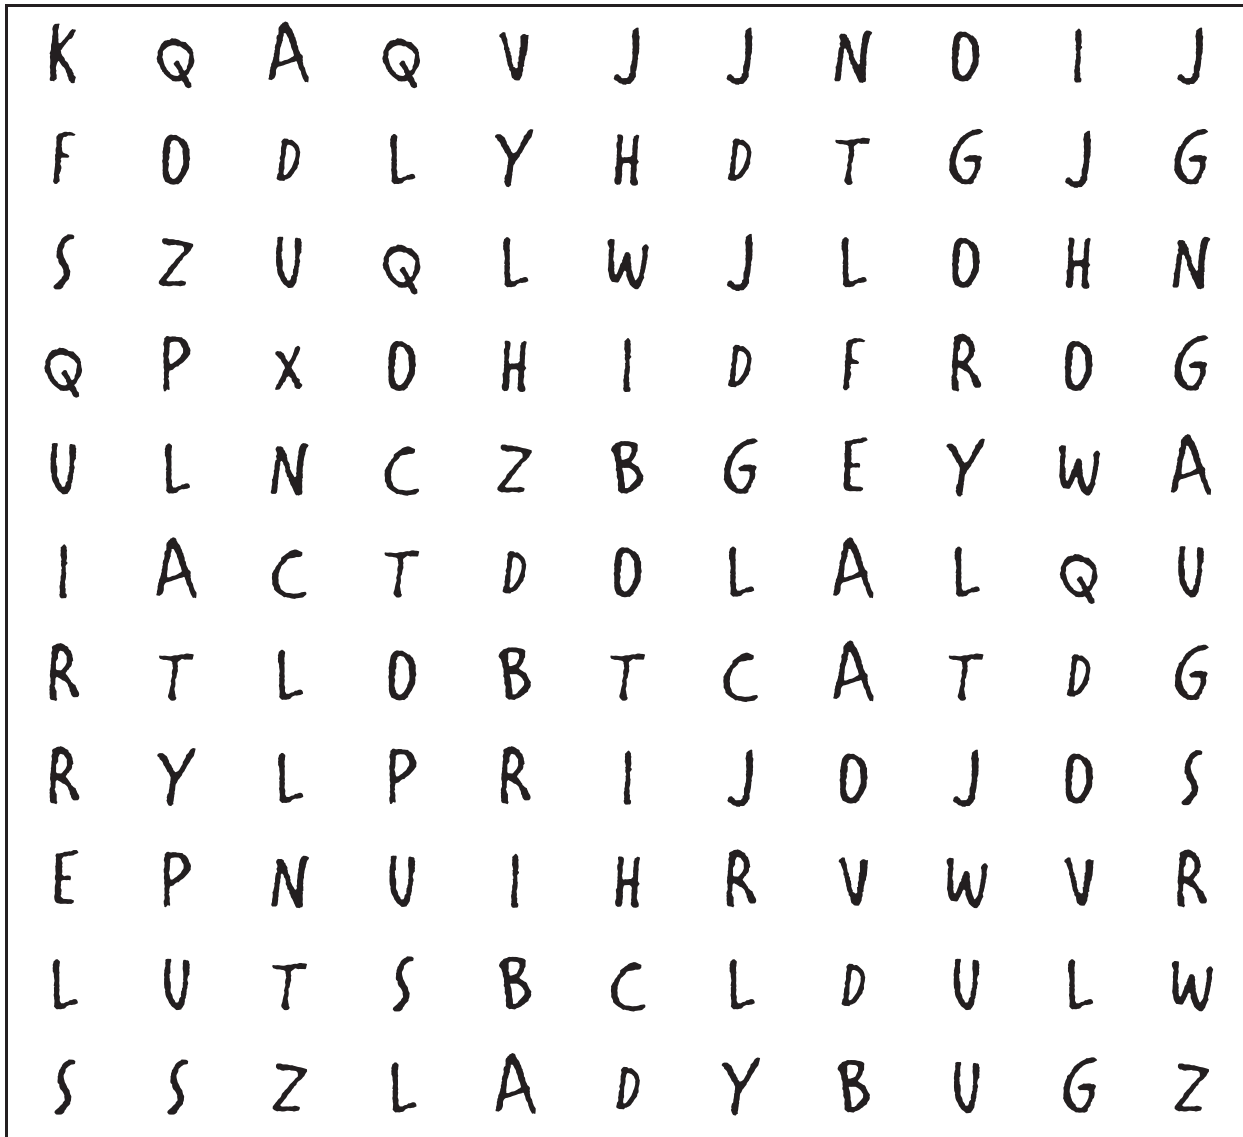 K Q A Q V J J N O I J
F O D L Y H D T G J G
S Z U Q L W J L O H N
Q P X O H I D F R O G
U L N C Z B G E Y W A
I A C T D O L A L Q U
R T L O B T C A T D G
R Y L P R I J O J O S
E P N U I H R V W V R
L U T S B C L D U L W
S S Z L A D Y B U G Z